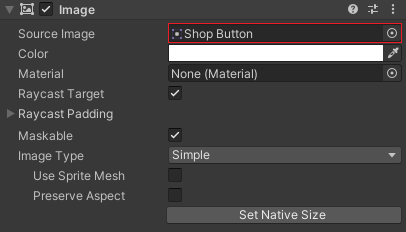 Image
Source Image Shop Button
Color
Material None (Material)
Raycast Target
Raycast Padding
Maskable
Image Type Simple
Use Sprite Mesh
Preserve Aspect
Set Native Size